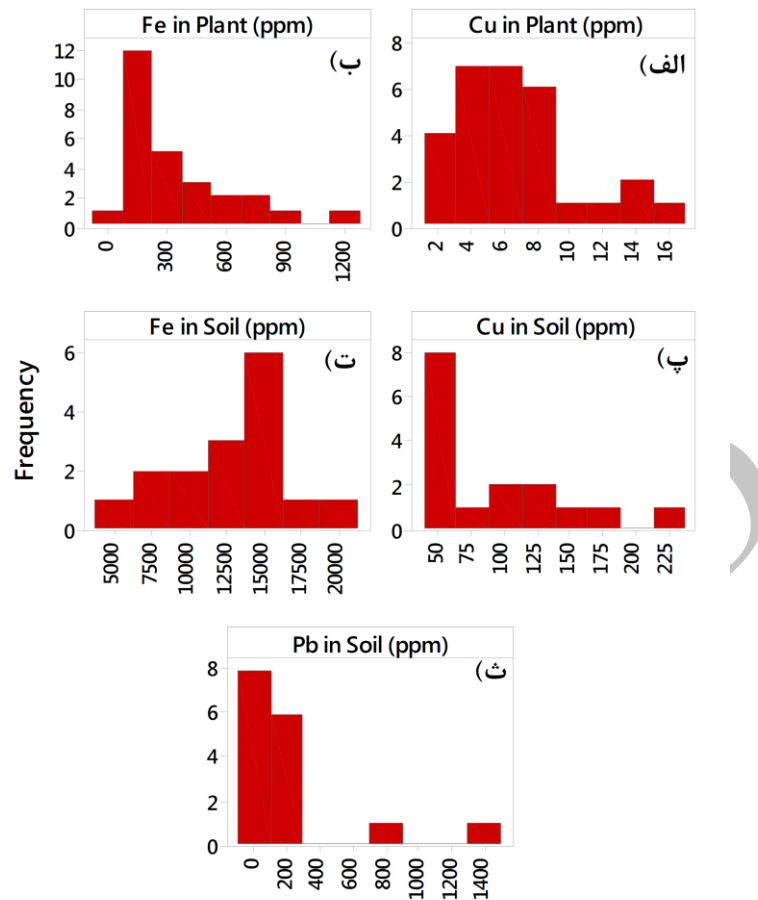 Fe in Plant (ppm)
ب)
12
10
8
6
4
2
0
0 300 600 900 1200
Cu in Plant (ppm)
الف)
8
6
4
2
0
2 4 6 8 10 12 14 16
Frequency
Fe in Soil (ppm)
ت)
6
4
2
0
5000 7500 10000 12500 15000 17500 20000
Cu in Soil (ppm)
پ)
8
6
4
2
0
50 75 100 125 150 175 200 225
Pb in Soil (ppm)
ث)
8
6
4
2
0
0 200 400 600 800 1000 1200 1400